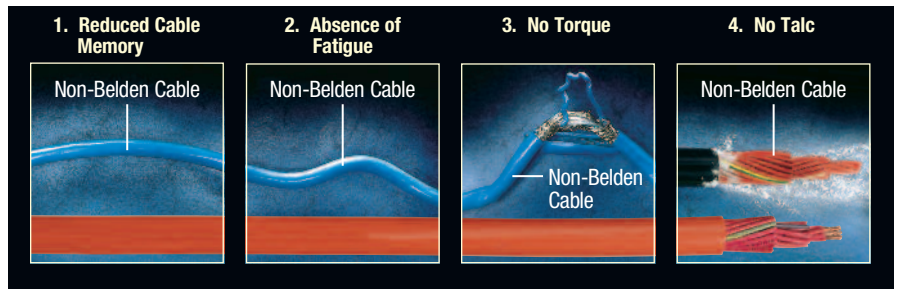 1. Reduced Cable
Memory
2. Absence of
Fatigue
3. No Torque
4. No Talc
Non-Belden Cable
Non-Belden Cable
Non-Belden
Cable
Non-Belden Cable